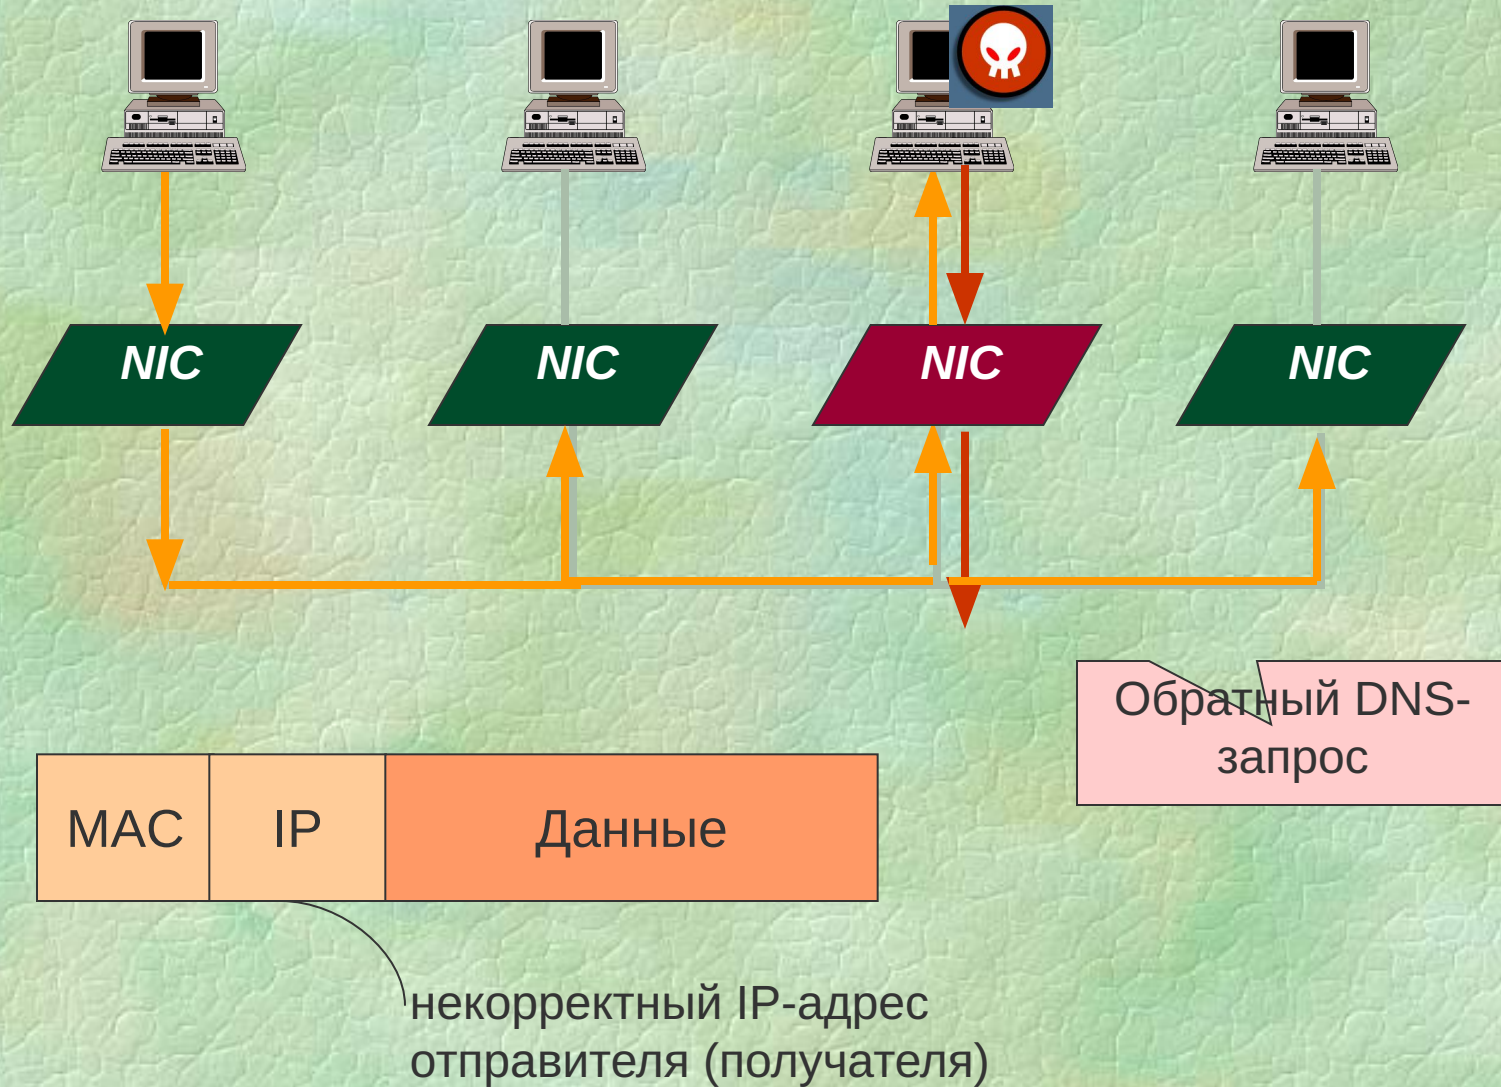 NIC NIC NIC NIC
Обратный DNS-
запрос
MAC IP Данные
некорректный IP-адрес
отправителя (получателя)